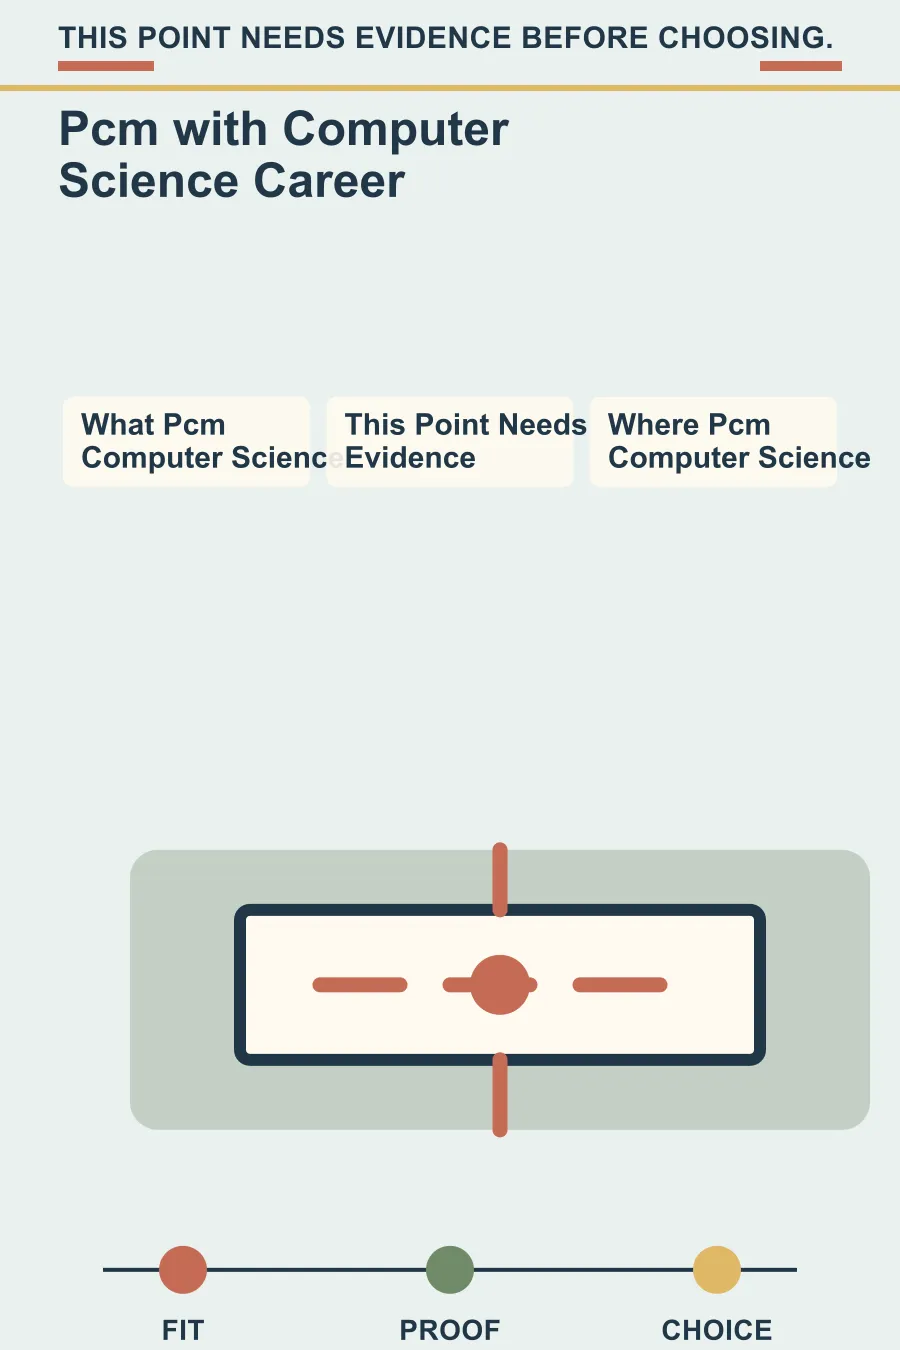 THIS POINT NEEDS EVIDENCE BEFORE CHOOSING.
Pcm with Computer
Science Career
What Pcm
Computer Science
This Point Needs
Evidence
Where Pcm
Computer Science
FIT
PROOF
CHOICE